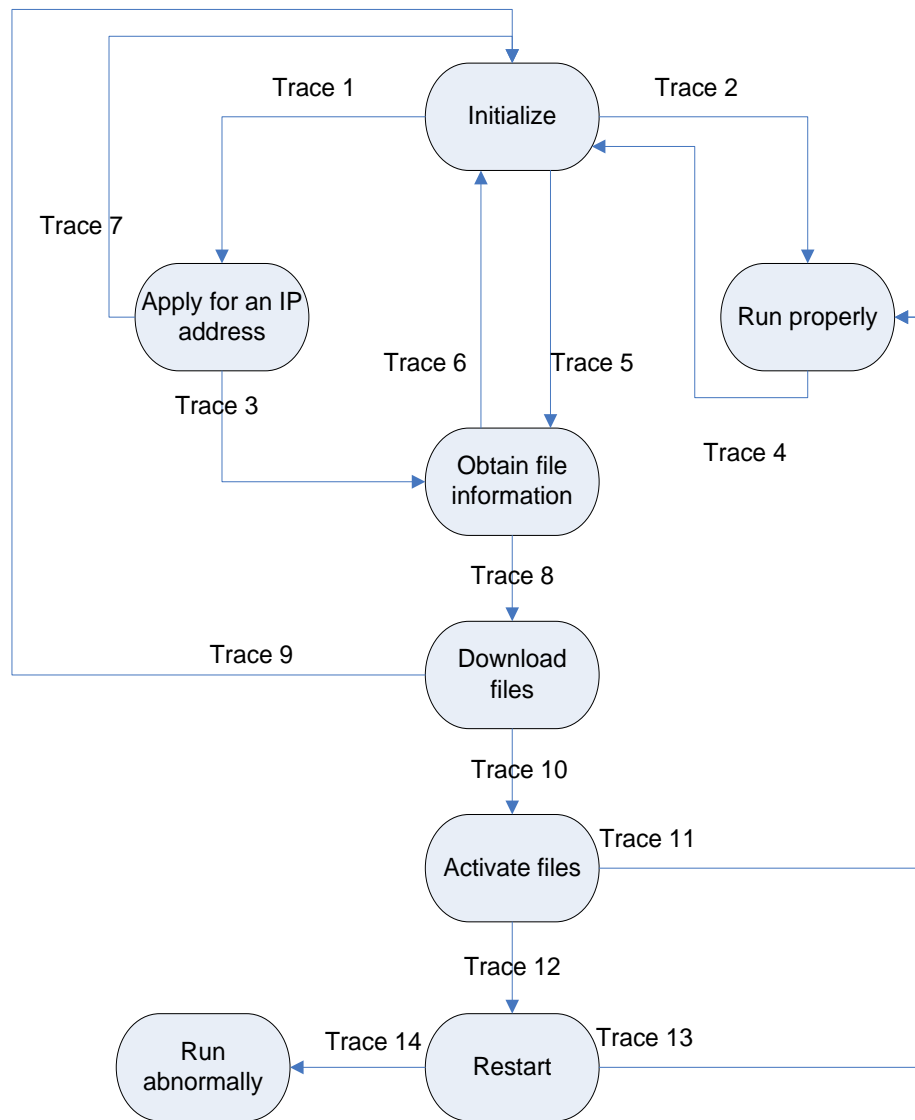 Trace 1
Trace 2
Initialize
Trace 7
Apply for an IP
address
Run properly
Trace 6
Trace 5
Trace 3
Trace 4
Obtain file
information
Trace 8
Trace 9
Download
files
Trace 10
Trace 11
Activate files
Trace 12
Trace 14
Trace 13
Run
abnormally
Restart